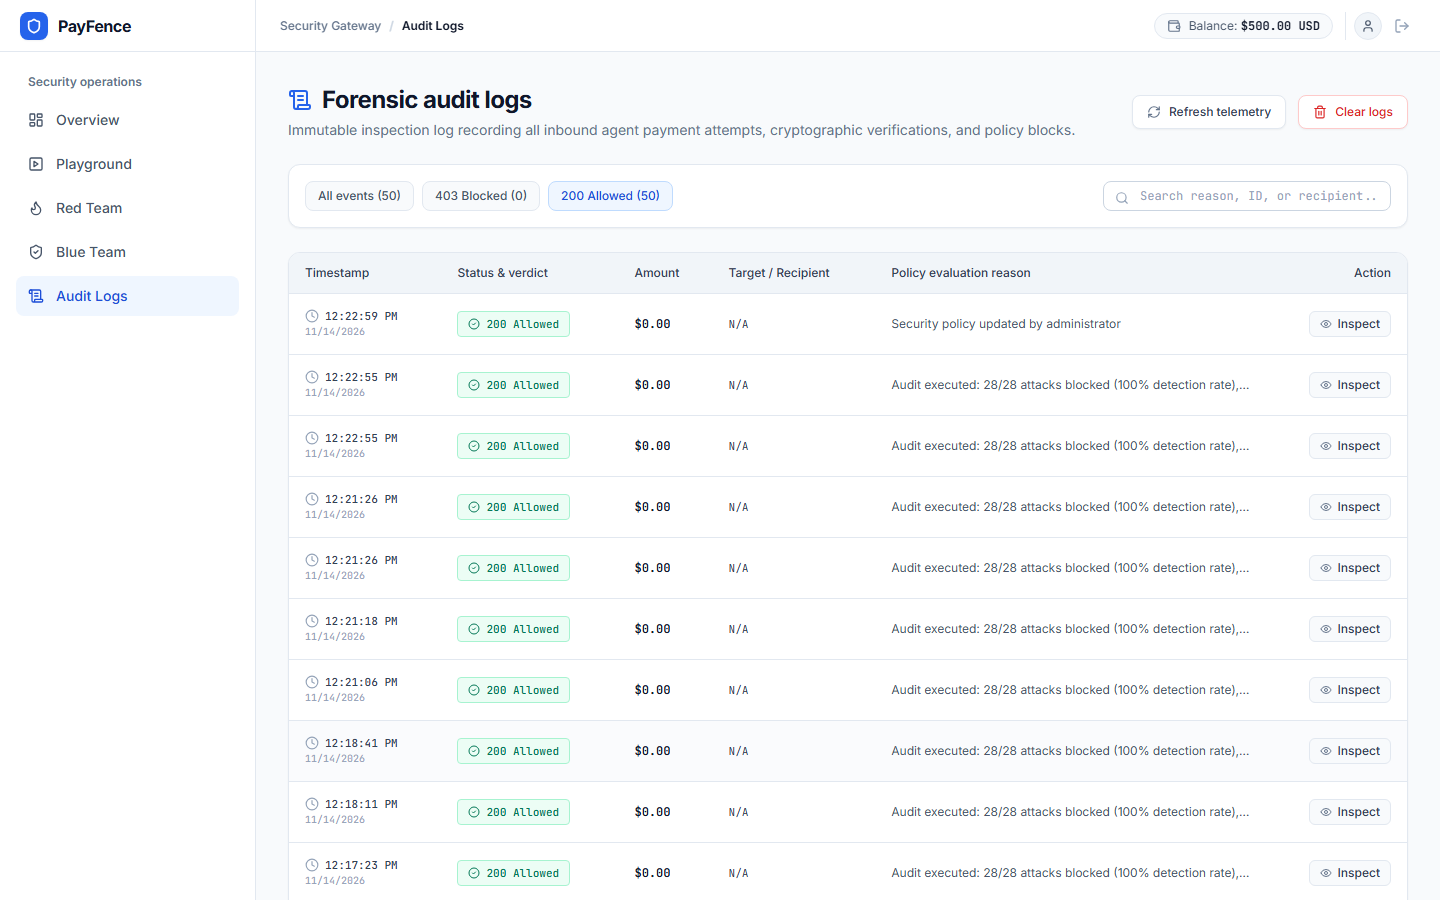 PayFence
Security Gateway / Audit Logs
Balance: $500.00 USD
Security operations
Overview
Playground
Red Team
Blue Team
Audit Logs
Forensic audit logs
Immutable inspection log recording all inbound agent payment attempts, cryptographic verifications, and policy blocks.
Refresh telemetry
Clear logs
All events (50)
403 Blocked (0)
200 Allowed (50)
Search reason, ID, or recipient..
Timestamp Status & verdict Amount Target / Recipient Policy evaluation reason Action
12:22:59 PM
11/14/2026
200 Allowed $0.00 N/A Security policy updated by administrator Inspect
12:22:55 PM
11/14/2026
200 Allowed $0.00 N/A Audit executed: 28/28 attacks blocked (100% detection rate),... Inspect
12:22:55 PM
11/14/2026
200 Allowed $0.00 N/A Audit executed: 28/28 attacks blocked (100% detection rate),... Inspect
12:21:26 PM
11/14/2026
200 Allowed $0.00 N/A Audit executed: 28/28 attacks blocked (100% detection rate),... Inspect
12:21:26 PM
11/14/2026
200 Allowed $0.00 N/A Audit executed: 28/28 attacks blocked (100% detection rate),... Inspect
12:21:18 PM
11/14/2026
200 Allowed $0.00 N/A Audit executed: 28/28 attacks blocked (100% detection rate),... Inspect
12:21:06 PM
11/14/2026
200 Allowed $0.00 N/A Audit executed: 28/28 attacks blocked (100% detection rate),... Inspect
12:18:41 PM
11/14/2026
200 Allowed $0.00 N/A Audit executed: 28/28 attacks blocked (100% detection rate),... Inspect
12:18:11 PM
11/14/2026
200 Allowed $0.00 N/A Audit executed: 28/28 attacks blocked (100% detection rate),... Inspect
12:17:23 PM
11/14/2026
200 Allowed $0.00 N/A Audit executed: 28/28 attacks blocked (100% detection rate),... Inspect